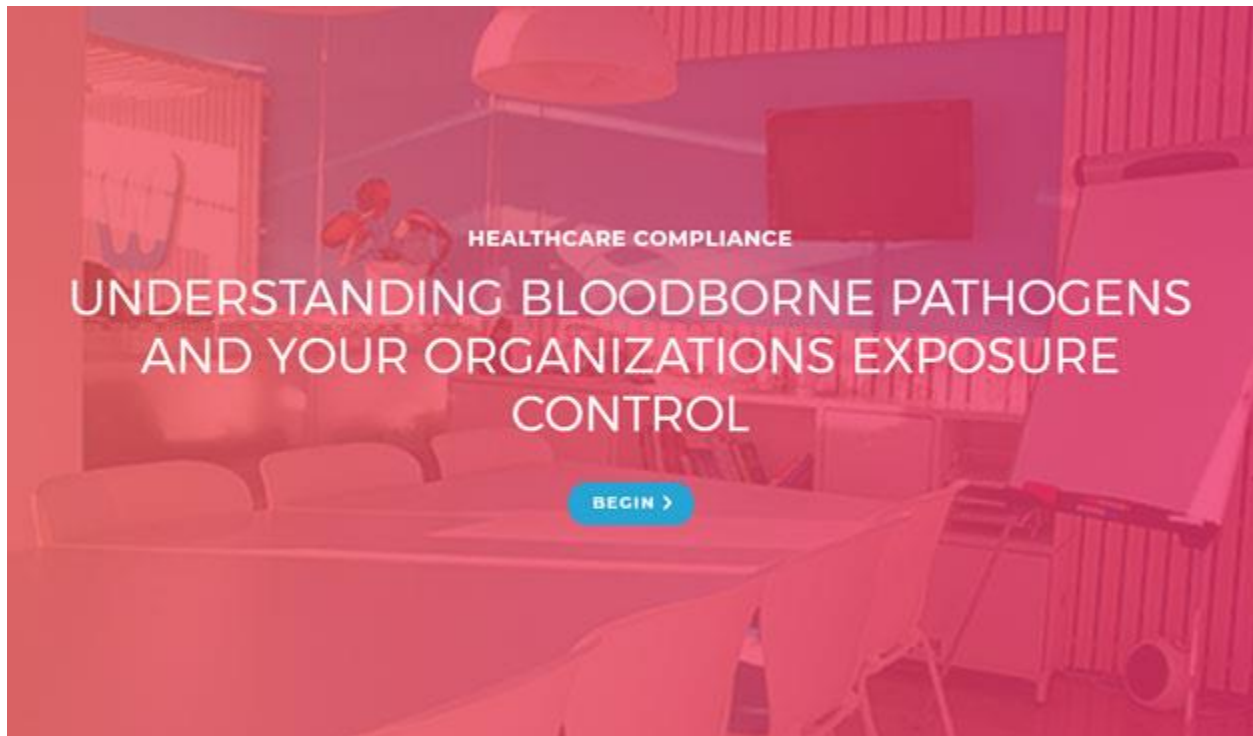 HEALTHCARE COMPLIANCE
UNDERSTANDING BLOODBORNE PATHOGENS
AND YOUR ORGANIZATIONS EXPOSURE
CONTROL
BEGIN >